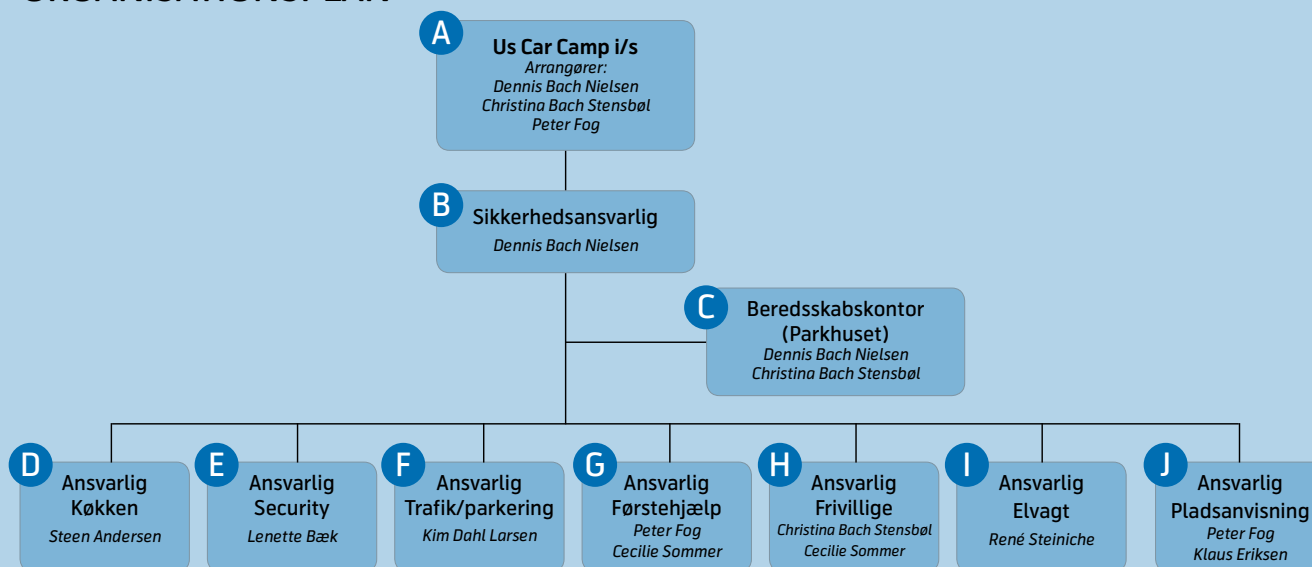 A
Us Car Camp i/s
Arrangører:
Dennis Bach Nielsen
Christina Bach Stensbøl
Peter Fog
B
Sikkerhedsansvarlig
Dennis Bach Nielsen
C
Beredsskabskontor
(Parkhuset)
Dennis Bach Nielsen
Christina Bach Stensbøl
D
Ansvarlig
Køkken
Steen Andersen
E
Ansvarlig
Security
Lenette Bæk
F
Ansvarlig
Trafik/parkering
Kim Dahl Larsen
G
Ansvarlig
Førstehjælp
Peter Fog
Cecilie Sommer
H
Ansvarlig
Frivillige
Christina Bach Stensbøl
Cecilie Sommer
I
Ansvarlig
Elvagt
René Steiniche
J
Ansvarlig
Pladsanvisning
Peter Fog
Klaus Eriksen